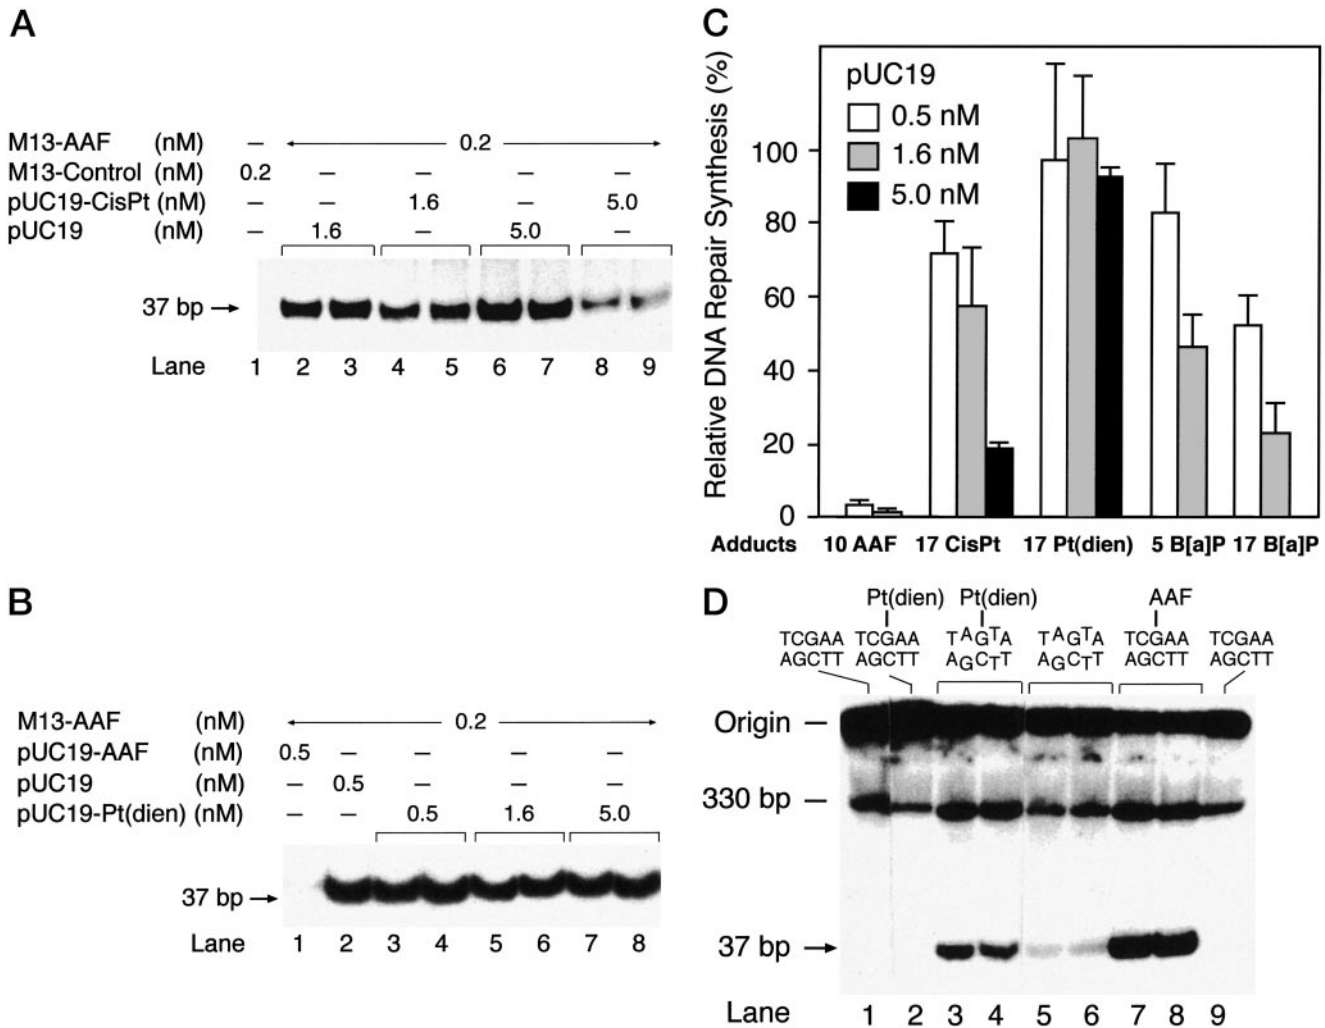 A
M13-AAF (nM) – 0.2
M13-Control (nM) 0.2 – – – –
pUC19-CisPt (nM) – – 1.6 – 5.0
pUC19 (nM) – 1.6 – 5.0 –
37 bp
Lane 1 2 3 4 5 6 7 8 9
B
M13-AAF (nM) 0.2
pUC19-AAF (nM) 0.5 – – – –
pUC19 (nM) – 0.5 – – –
pUC19-Pt(dien) (nM) – – 0.5 1.6 5.0
37 bp
Lane 1 2 3 4 5 6 7 8
C
Relative DNA Repair Synthesis (%)
100
80
60
40
20
0
pUC19
0.5 nM
1.6 nM
5.0 nM
Adducts 10 AAF 17 CisPt 17 Pt(dien) 5 B[a]P 17 B[a]P
D
Pt(dien) Pt(dien) AAF
TCGAA TCGAA TAGTA TAGTA TCGAA TCGAA
AGCTT AGCTT AGCTT AGCTT AGCTT AGCTT
Origin
330 bp
37 bp
Lane 1 2 3 4 5 6 7 8 9